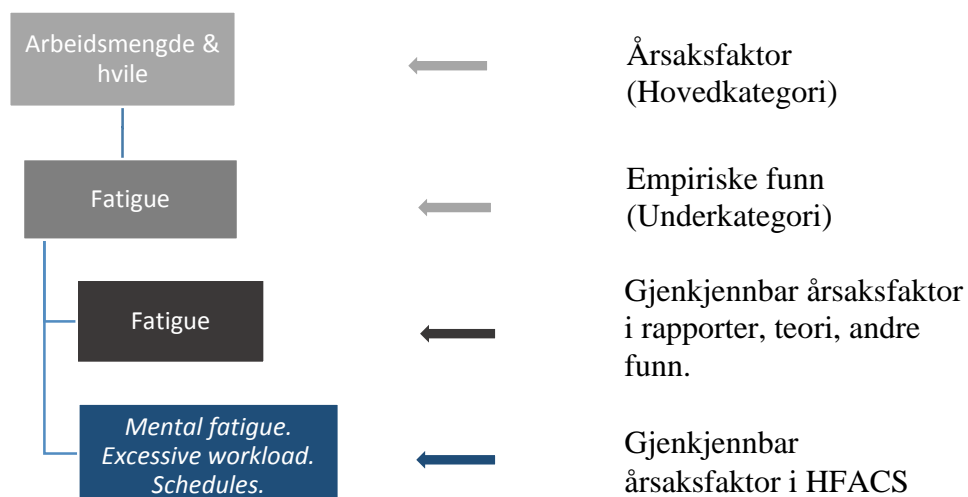 Arbeidsmengde &
hvile
Årsaksfaktor
(Hovedkategori)
Fatigue
Empiriske funn
(Underkategori)
Fatigue
Gjenkjennbar årsaksfaktor
i rapporter, teori, andre
funn.
Mental fatigue.
Excessive workload.
Schedules.
Gjenkjennbar
årsaksfaktor i HFACS